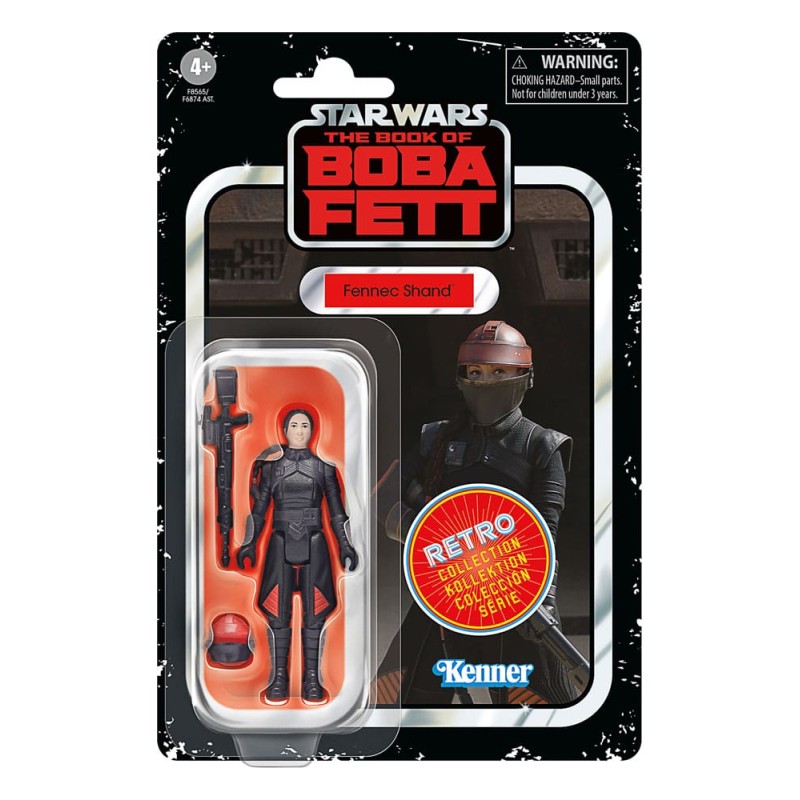 4+
F8565/
F6874 AST.
⚠ WARNING:
CHOKING HAZARD–Small parts.
Not for children under 3 years.
STAR WARS
THE BOOK OF
BOBA
FETT
™
Fennec Shand
RETRO
COLLECTION
KOLLEKTION
COLECCIÓN
SÉRIE
Kenner